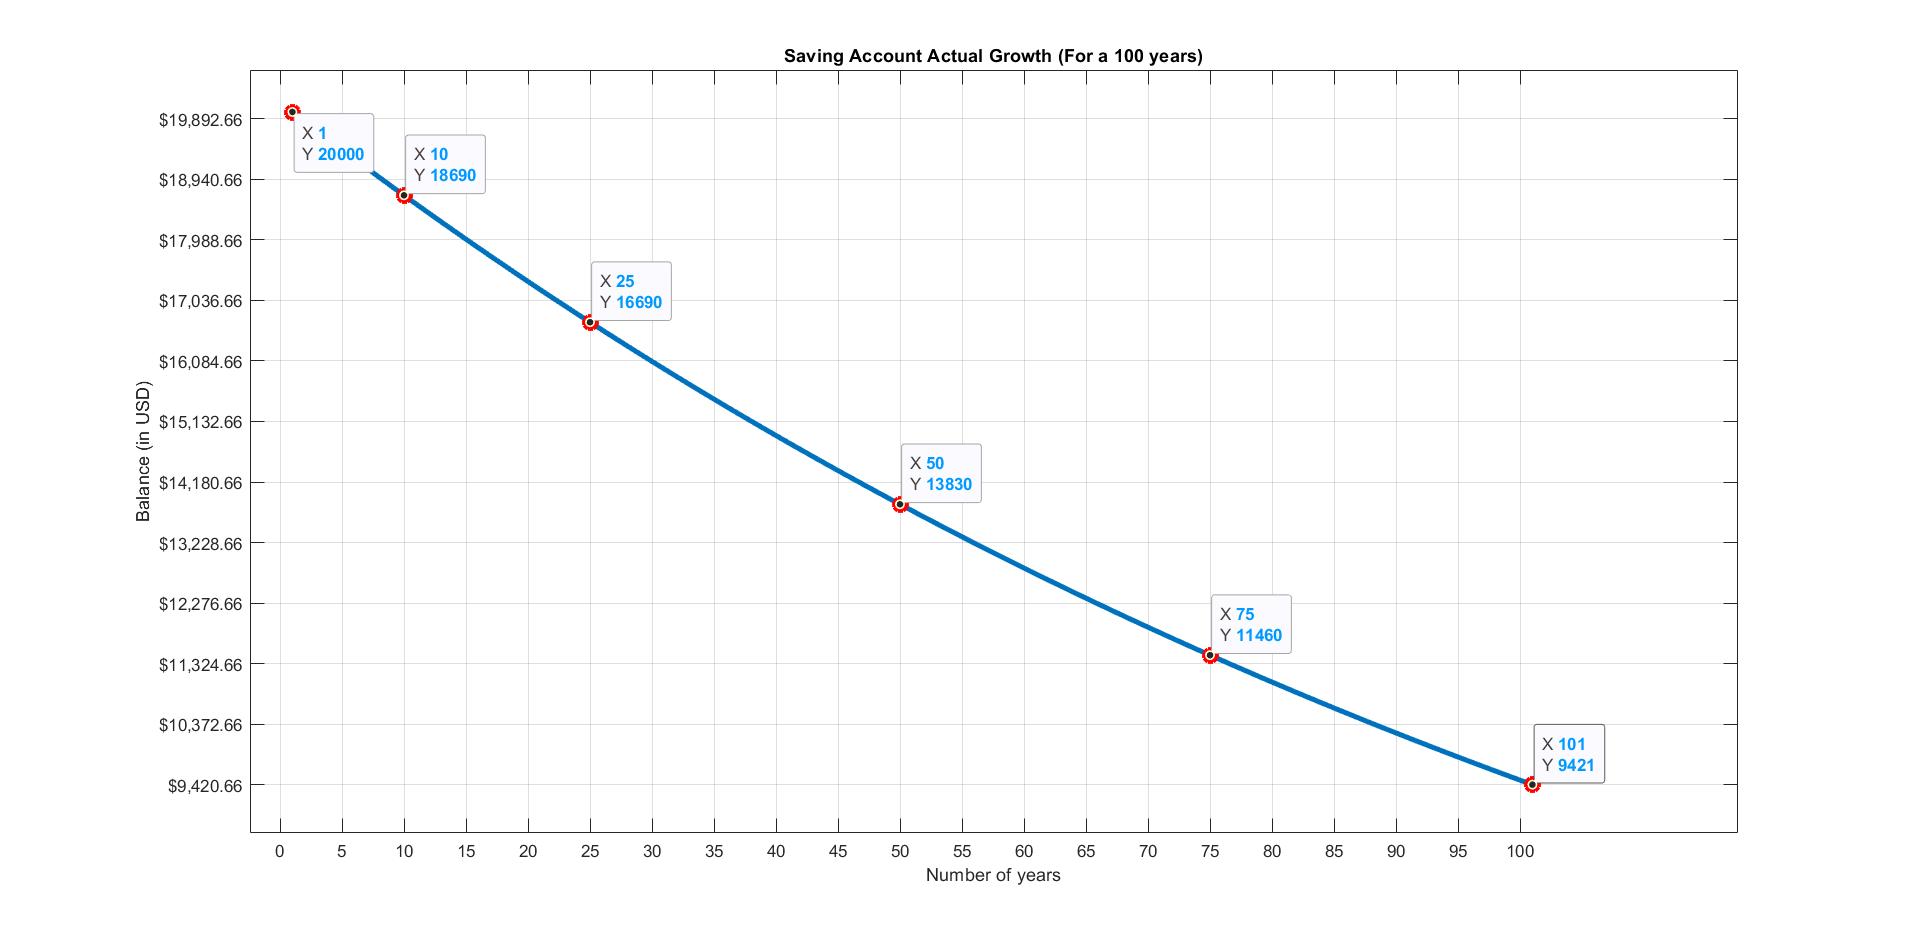 Saving Account Actual Growth (For a 100 years)
$19,892.66
$18,940.66
$17,988.66
$17,036.66
$16,084.66
$15,132.66
$14,180.66
$13,228.66
$12,276.66
$11,324.66
$10,372.66
$9,420.66
Balance (in USD)
X 1
Y 20000
X 10
Y 18690
X 25
Y 16690
X 50
Y 13830
X 75
Y 11460
X 101
Y 9421
0 5 10 15 20 25 30 35 40 45 50 55 60 65 70 75 80 85 90 95 100
Number of years